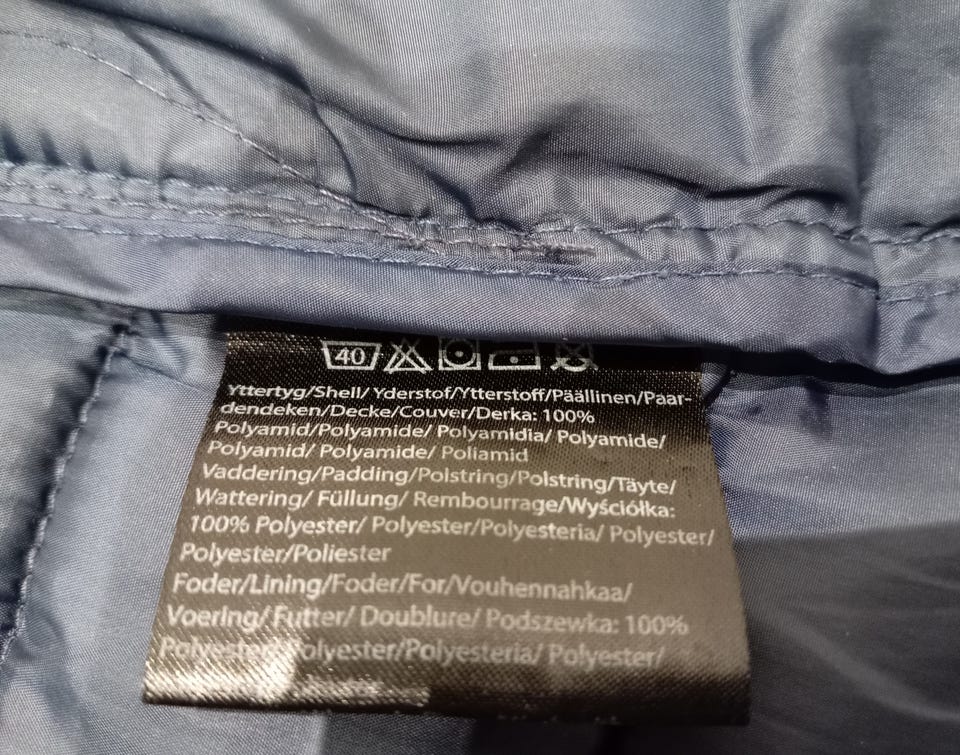 40
Yttertyg/Shell/ Yderstof/Ytterstoff/Päällinen/Paar-
dendeken/Decke/Couver/Derka: 100%
Polyamid/Polyamide/ Polyamidia/ Polyamide/
Polyamid/ Polyamide/ Poliamid
Vaddering/Padding/Polstring/Polstring/Täyte/
Wattering/ Füllung/ Rembourrage/Wyściółka:
100% Polyester/ Polyester/Polyesteria/ Polyester/
Polyester/Poliester
Foder/Lining/Foder/For/Vouhennahkaa/
Voering/ Futter/ Doublure/ Podszewka: 100%
Polyester/ Polyester/Polyesteria/ Polyester/